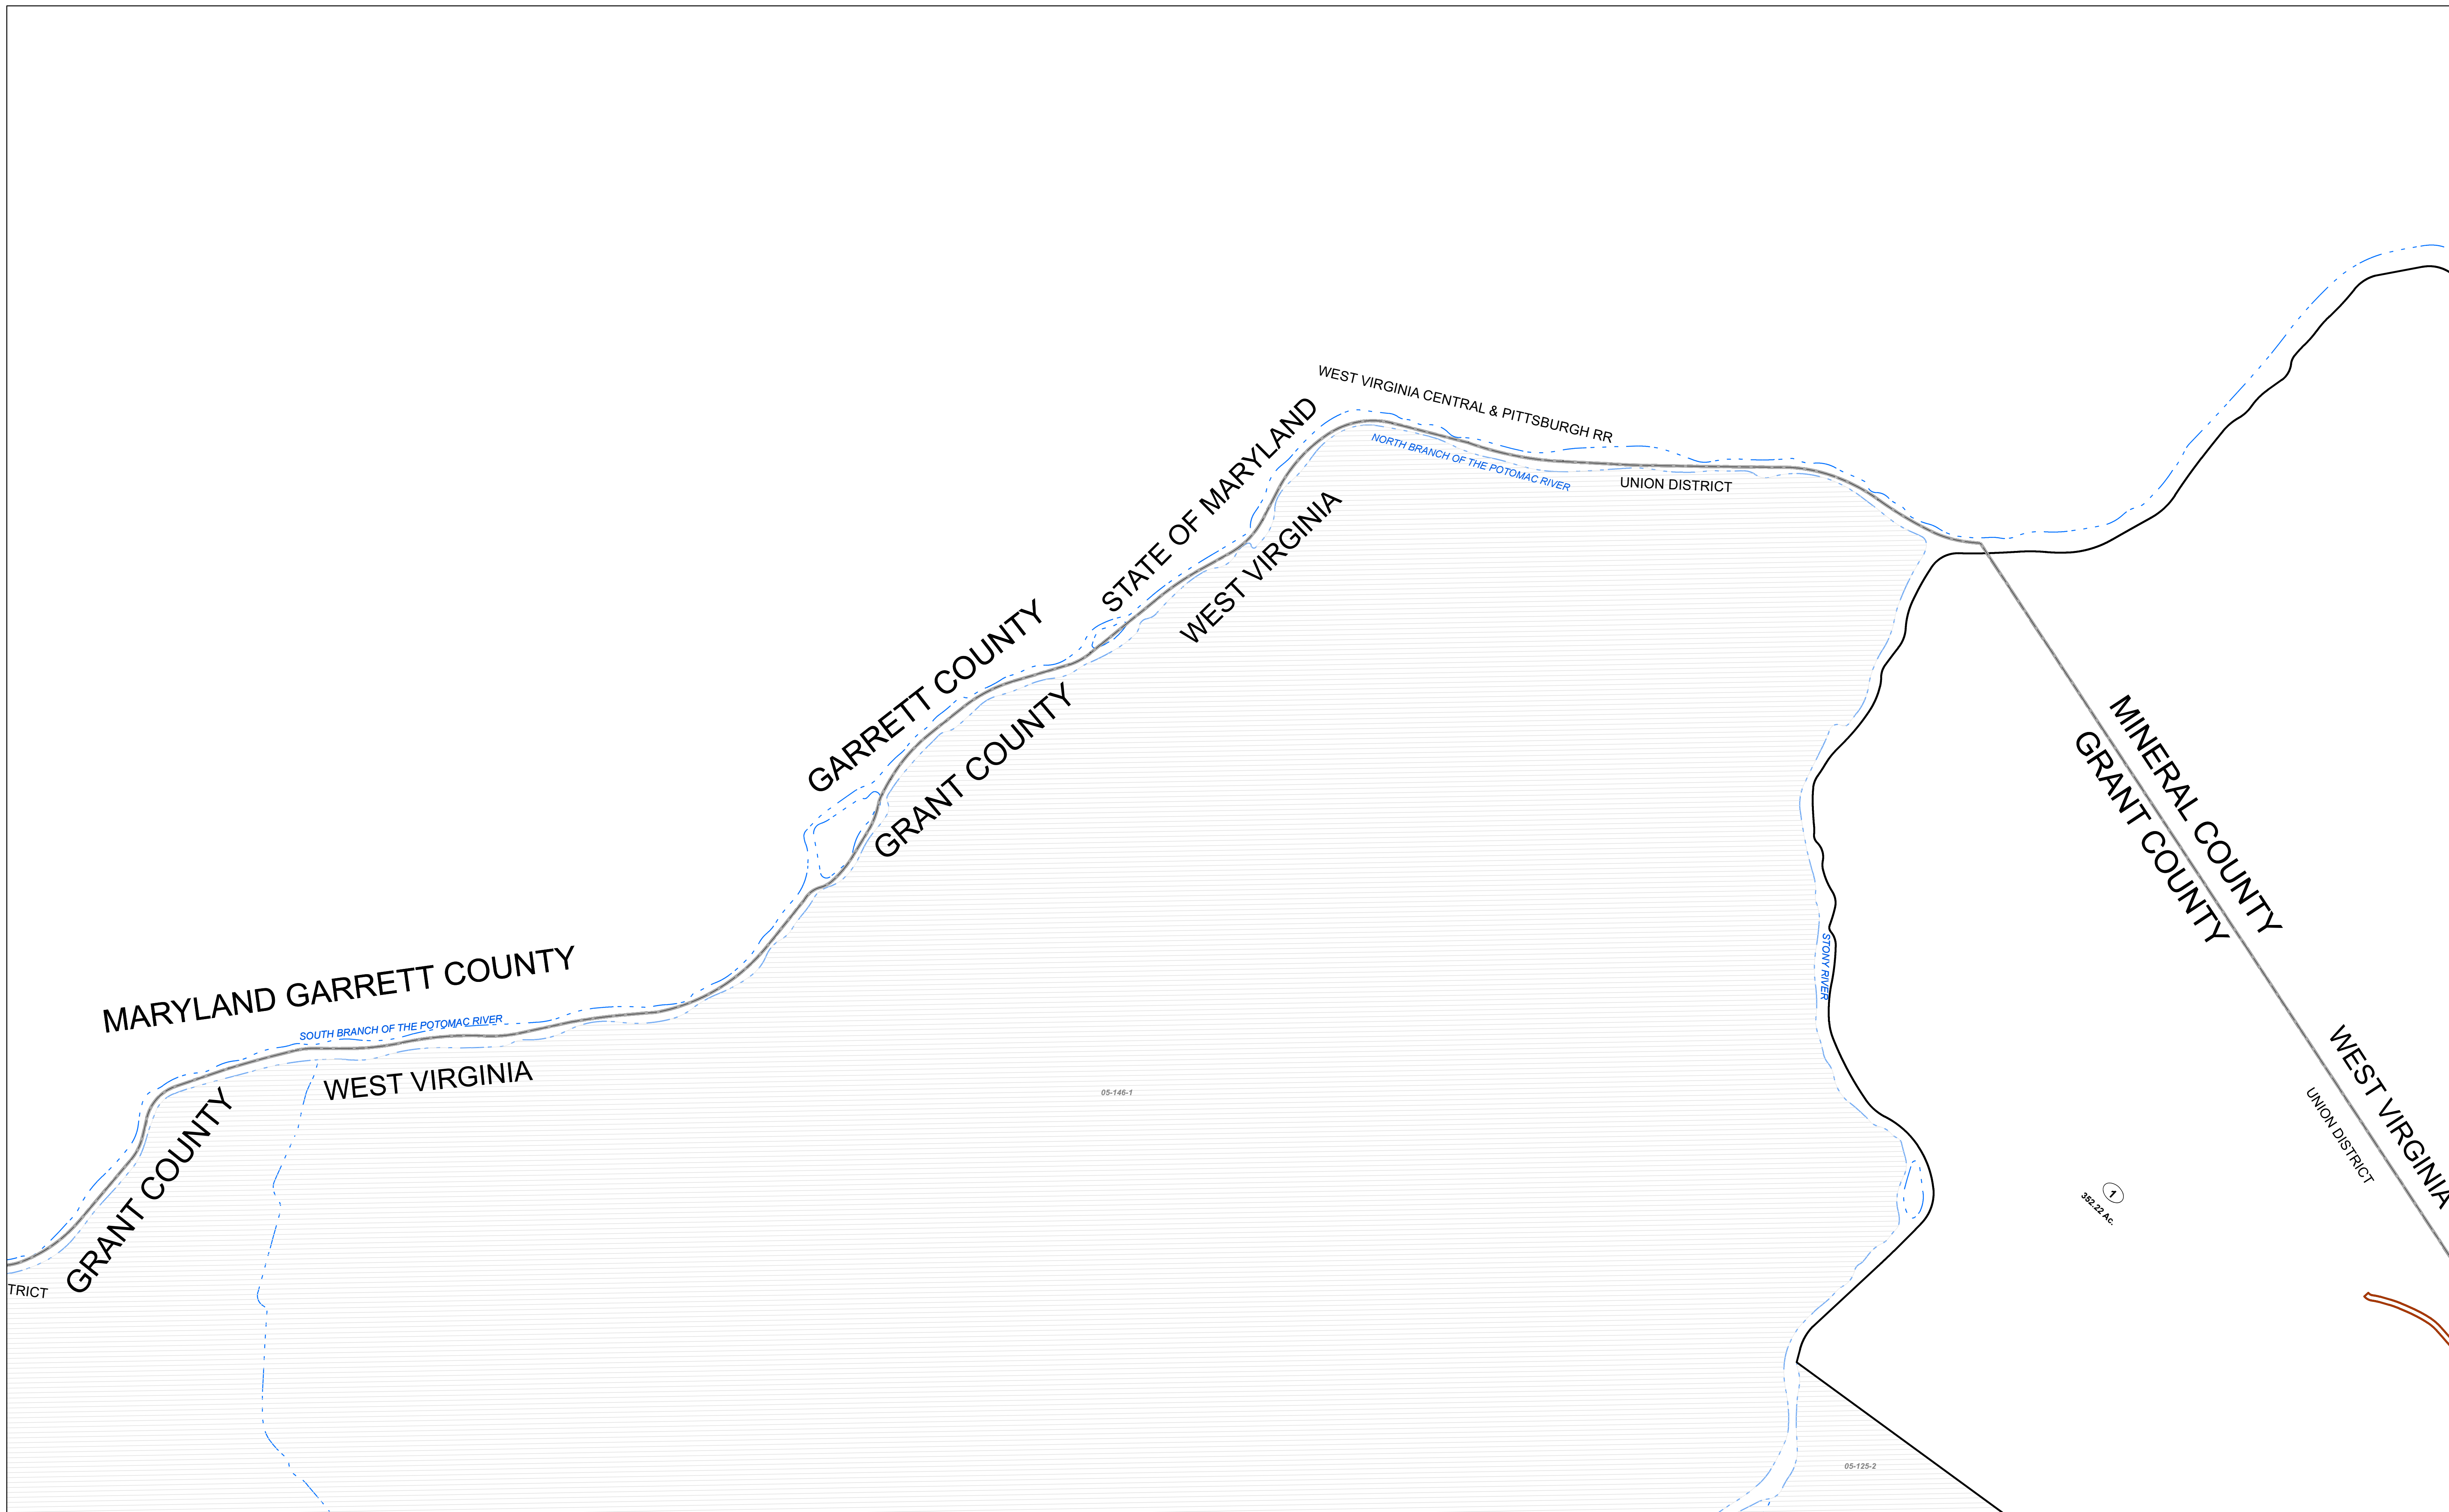 WEST VIRGINIA CENTRAL & PITTSBURGH RR
NORTH BRANCH OF THE POTOMAC RIVER
UNION DISTRICT
STATE OF MARYLAND
WEST VIRGINIA
GARRETT COUNTY
GRANT COUNTY
MINERAL COUNTY
GRANT COUNTY
STONY RIVER
MARYLAND GARRETT COUNTY
SOUTH BRANCH OF THE POTOMAC RIVER
WEST VIRGINIA
GRANT COUNTY
TRICT
05-146-1
WEST VIRGINIA
UNION DISTRICT
1
352.22 Ac.
05-125-2